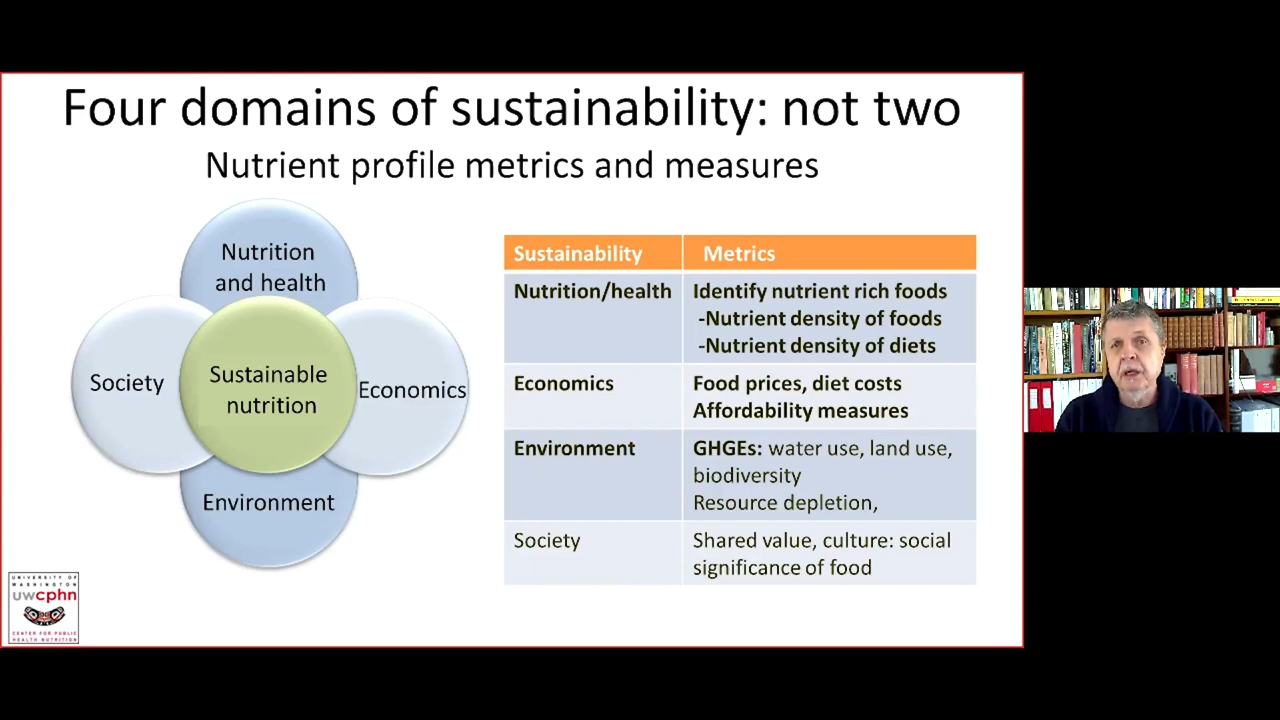 Four domains of sustainability: not two
Nutrient profile metrics and measures
Nutrition
and health
Society
Sustainable
nutrition
Economics
Environment
Sustainability Metrics
Nutrition/health Identify nutrient rich foods
-Nutrient density of foods
-Nutrient density of diets
Economics Food prices, diet costs
Affordability measures
Environment GHGEs: water use, land use,
biodiversity
Resource depletion,
Society Shared value, culture: social
significance of food
UNIVERSITY OF
WASHINGTON
uwcphn
CENTER FOR PUBLIC
HEALTH NUTRITION